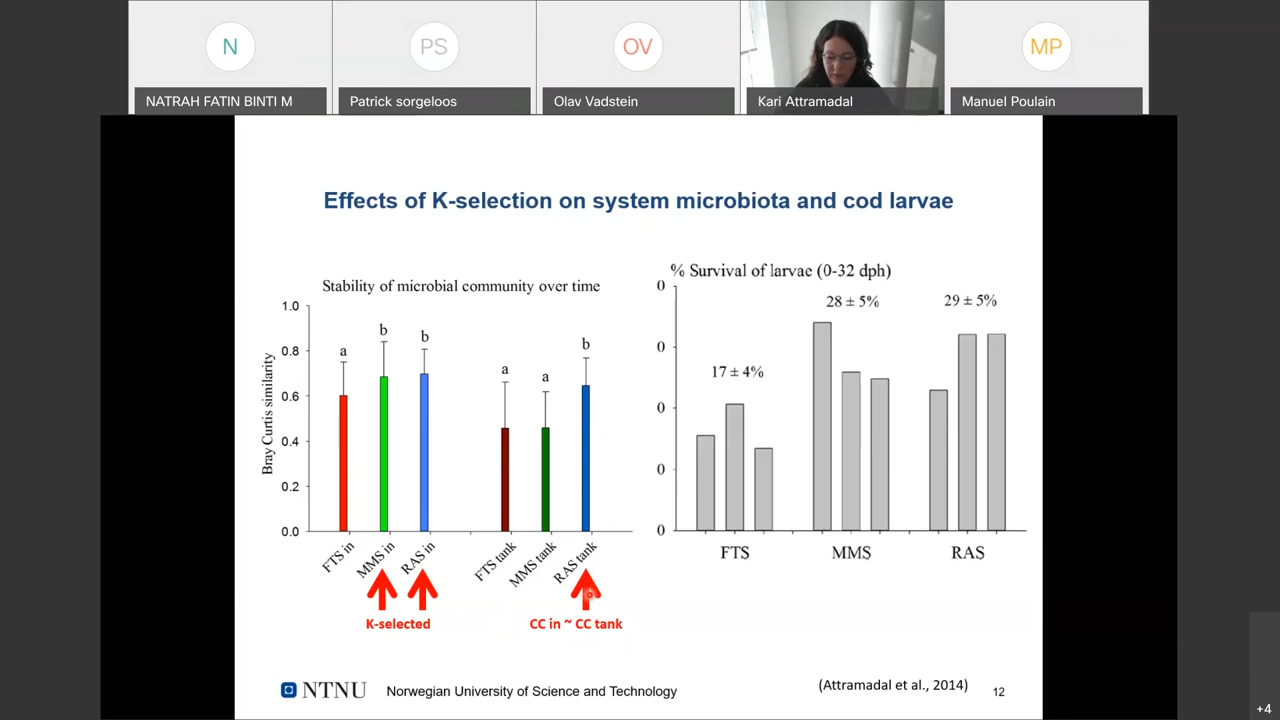 N
PS
OV
MP
NATRAH FATIN BINTI M
Patrick sorgeloos
Olav Vadstein
Kari Attramadal
Manuel Poulain
Effects of K-selection on system microbiota and cod larvae
Stability of microbial community over time
1.0
0.8
0.6
0.4
0.2
0.0
Bray Curtis similarity
a
b
b
a
a
b
FTS in
MMS in
RAS in
FTS tank
MMS tank
RAS tank
K-selected
CC in ~ CC tank
% Survival of larvae (0-32 dph)
0
0
0
0
0
17 ± 4%
28 ± 5%
29 ± 5%
FTS
MMS
RAS
NTNU
Norwegian University of Science and Technology
(Attramadal et al., 2014)
12
+4